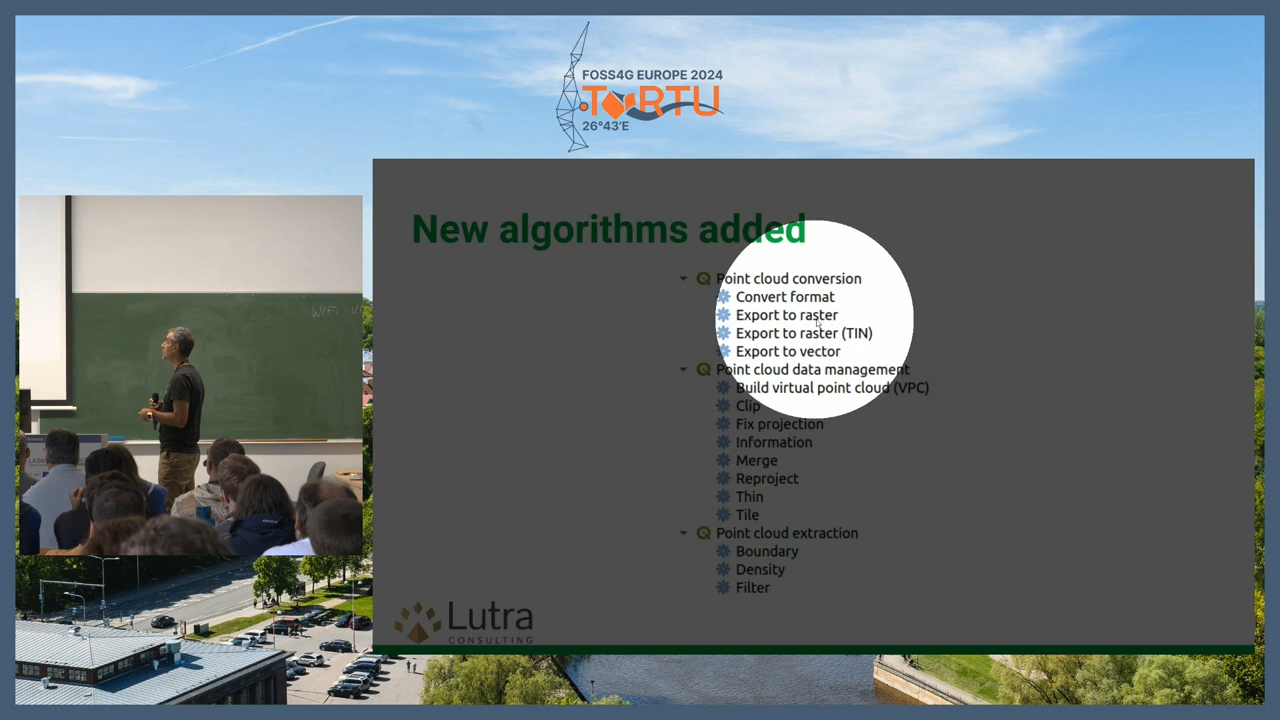 FOSS4G EUROPE 2024
TORTU
26°43'E
New algorithms added
Point cloud conversion
Convert format
Export to raster
Export to raster (TIN)
Export to vector
Point cloud data management
Build virtual point cloud (VPC)
Clip
Fix projection
Information
Merge
Reproject
Thin
Tile
Point cloud extraction
Boundary
Density
Filter
Lutra
CONSULTING